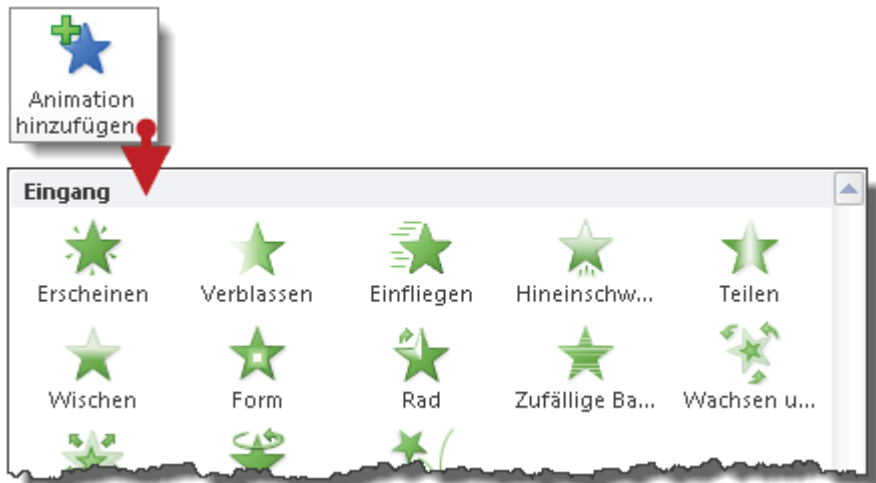 Animation
hinzufügen
Eingang
Erscheinen Verblassen Einfliegen Hineinschw... Teilen
Wischen Form Rad Zufällige Ba... Wachsen u...